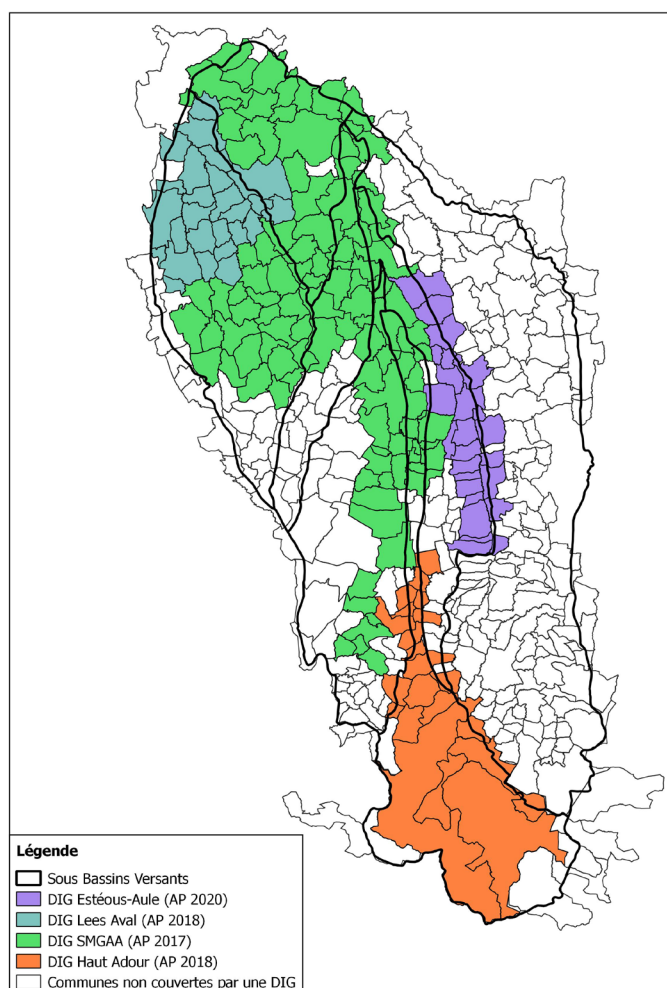 Légende
Sous Bassins Versants
DIG Estéous-Aule (AP 2020)
DIG Lees Aval (AP 2018)
DIG SMGAA (AP 2017)
DIG Haut Adour (AP 2018)
Communes non couvertes par une DIG